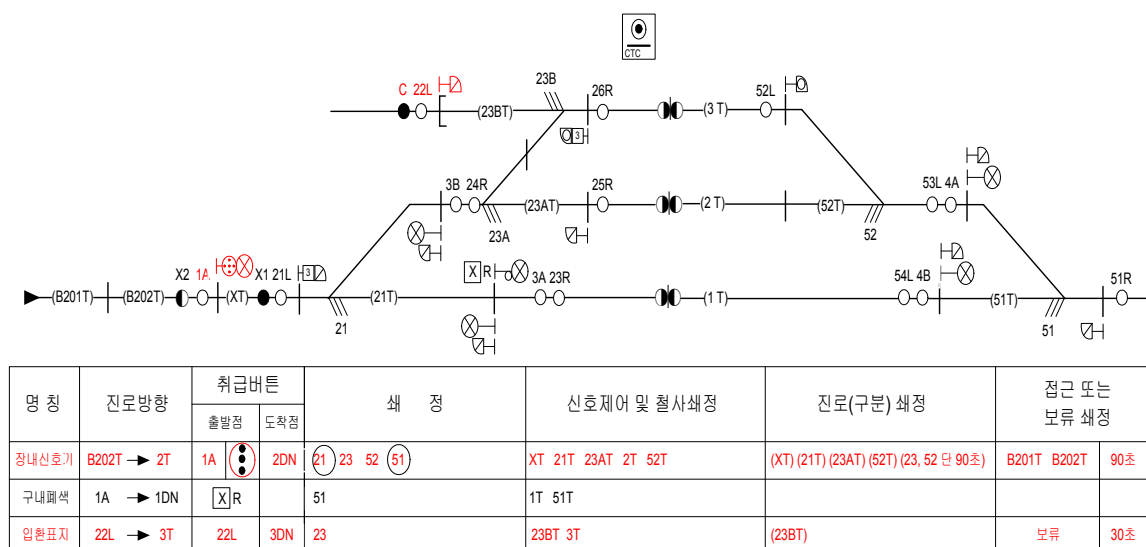 CTC
23B
26R
52L
C 22L
(23BT)
(3 T)
3
3B 24R
25R
53L 4A
(23AT)
(2 T)
(52T)
23A
52
X R
X2 1A
X1 21L
3
3A 23R
54L 4B
51R
(B201T)
(B202T)
(XT)
(21T)
(1 T)
(51T)
21
51
명 칭
진로방향
취급버튼
출발점
도착점
쇄 정
신호제어 및 철사쇄정
진로(구분) 쇄정
접근 또는
보류 쇄정
장내신호기
B202T
2T
1A
2DN
21 23 52 51
XT 21T 23AT 2T 52T
(XT) (21T) (23AT) (52T) (23, 52 단 90초)
B201T B202T
90초
구내폐색
1A
1DN
X R
51
1T 51T
입환표지
22L
3T
22L
3DN
23
23BT 3T
(23BT)
보류
30초